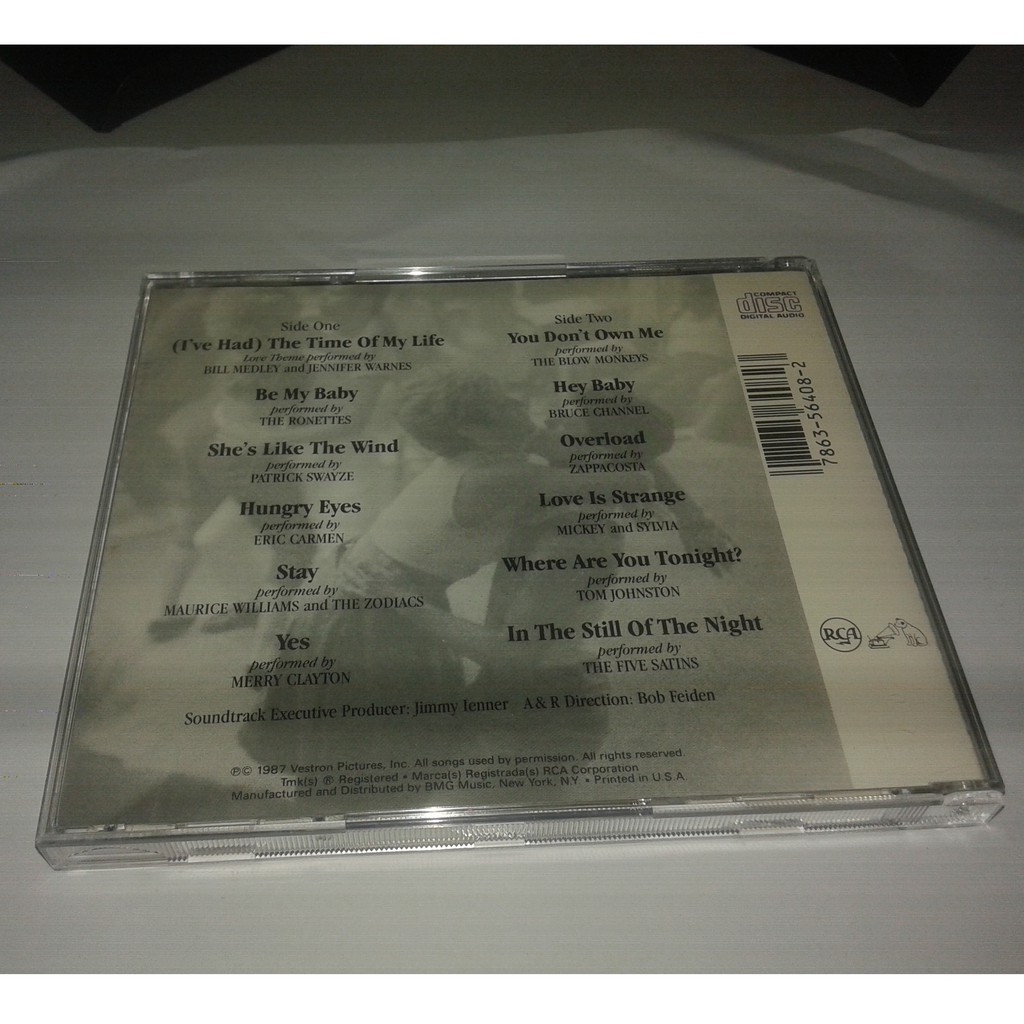 Side One
(I've Had) The Time Of My Life
Love Theme performed by
BILL MEDLEY and JENNIFER WARNES
Be My Baby
performed by
THE RONETTES
She's Like The Wind
performed by
PATRICK SWAYZE
Hungry Eyes
performed by
ERIC CARMEN
Stay
performed by
MAURICE WILLIAMS and THE ZODIACS
Yes
performed by
MERRY CLAYTON
Side Two
You Don't Own Me
performed by
THE BLOW MONKEYS
Hey Baby
performed by
BRUCE CHANNEL
Overload
performed by
ZAPPACOSTA
Love Is Strange
performed by
MICKEY and SYLVIA
Where Are You Tonight?
performed by
TOM JOHNSTON
In The Still Of The Night
performed by
THE FIVE SATINS
Soundtrack Executive Producer: Jimmy Ienner A & R Direction: Bob Feiden
℗© 1987 Vestron Pictures, Inc. All songs used by permission. All rights reserved.
Tmk(s) ® Registered • Marca(s) Registrada(s) RCA Corporation
Manufactured and Distributed by BMG Music, New York, N.Y. • Printed in U.S.A
COMPACT
disc
DIGITAL AUDIO
7863-56408-2
RCA